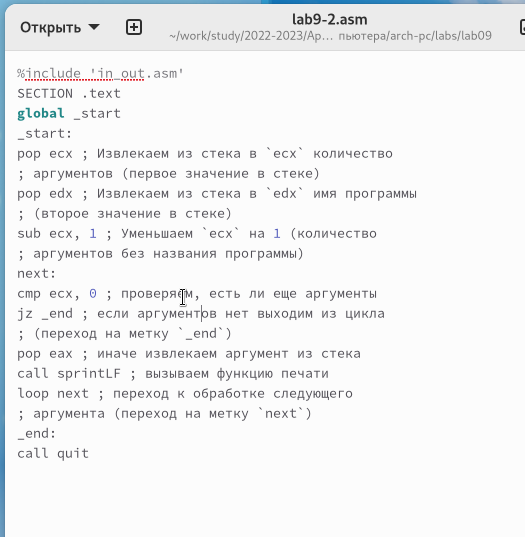 Открыть
lab9-2.asm
~/work/study/2022-2023/Ар... пьютера/arch-pc/labs/lab09
%include 'in_out.asm'
SECTION .text
global _start
_start:
pop ecx ; Извлекаем из стека в `ecx` количество
; аргументов (первое значение в стеке)
pop edx ; Извлекаем из стека в `edx` имя программы
; (второе значение в стеке)
sub ecx, 1 ; Уменьшаем `ecx` на 1 (количество
; аргументов без названия программы)
next:
cmp ecx, 0 ; проверяем, есть ли еще аргументы
jz _end ; если аргументов нет выходим из цикла
; (переход на метку `_end`)
pop eax ; иначе извлекаем аргумент из стека
call sprintLF ; вызываем функцию печати
loop next ; переход к обработке следующего
; аргумента (переход на метку `next`)
_end:
call quit